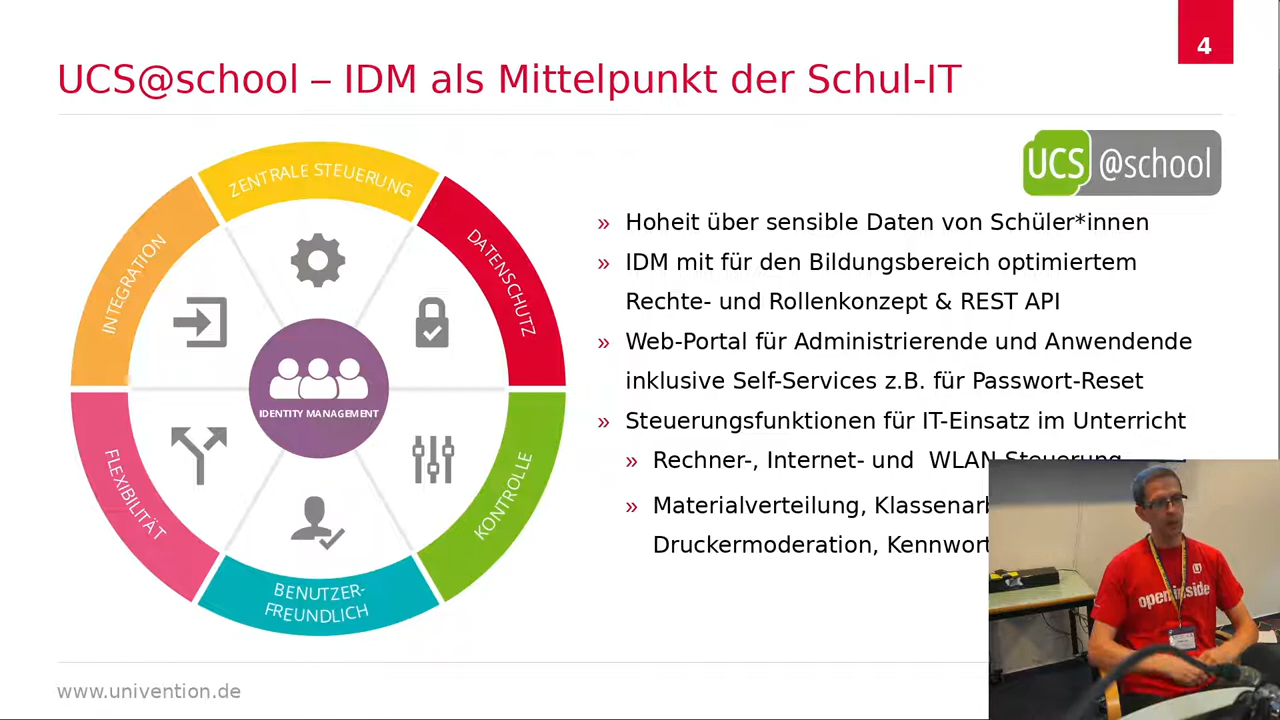 4
UCS@school – IDM als Mittelpunkt der Schul-IT
UCS @school
ZENTRALE STEUERUNG
DATENSCHUTZ
KONTROLLE
BENUTZER-
FREUNDLICH
FLEXIBILITÄT
INTEGRATION
IDENTITY MANAGEMENT
» Hoheit über sensible Daten von Schüler*innen
» IDM mit für den Bildungsbereich optimiertem
Rechte- und Rollenkonzept & REST API
» Web-Portal für Administrierende und Anwendende
inklusive Self-Services z.B. für Passwort-Reset
» Steuerungsfunktionen für IT-Einsatz im Unterricht
» Rechner-, Internet- und WLAN Steuerung
» Materialverteilung, Klassenarb
Druckermoderation, Kennwort
open inside
www.univention.de